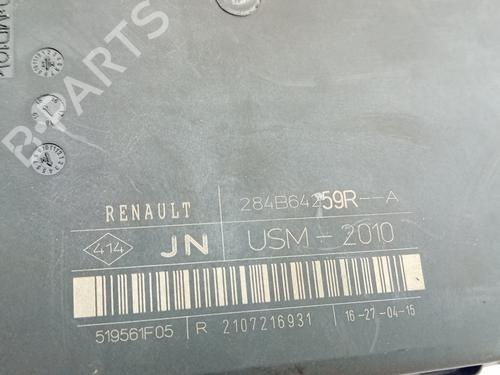 B-PARTS
RENAULT 284B64259R---A
414 JN USM-2010
519561F05 R 2107216931 16-27-04-15